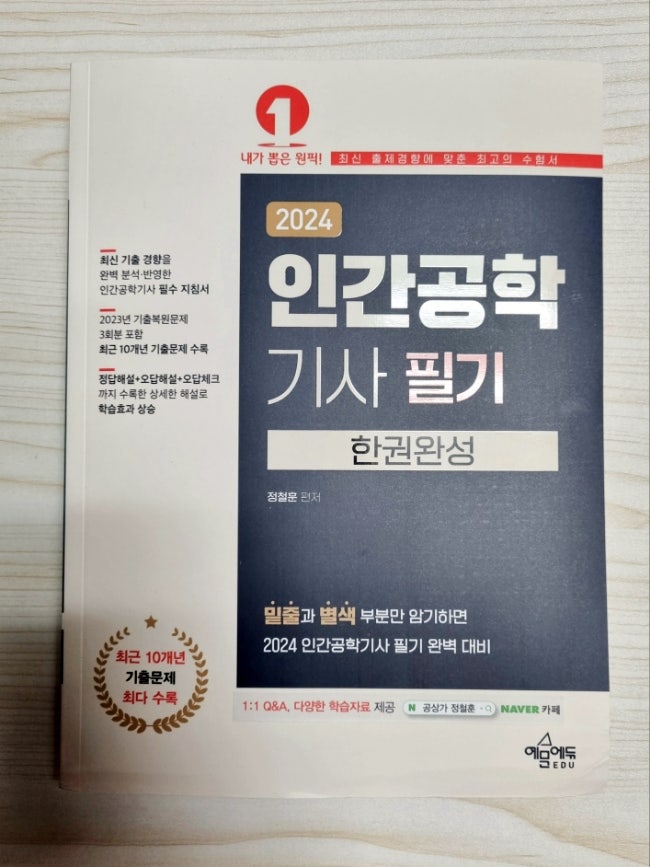 1
내가 뽑은 원픽!
최신 출제경향에 맞춘 최고의 수험서
2024
인간공학
기사 필기
한권완성
정철훈 편저
최신 기출 경향을
완벽 분석·반영한
인간공학기사 필수 지침서
2023년 기출복원문제
3회분 포함
최근 10개년 기출문제 수록
정답해설+오답해설+오답체크
까지 수록한 상세한 해설로
학습효과 상승
밑줄과 별색 부분만 암기하면
2024 인간공학기사 필기 완벽 대비
최근 10개년
기출문제
최다 수록
1:1 Q&A, 다양한 학습자료 제공 N 공상가 정철훈 NAVER 카페
예문에듀
EDU